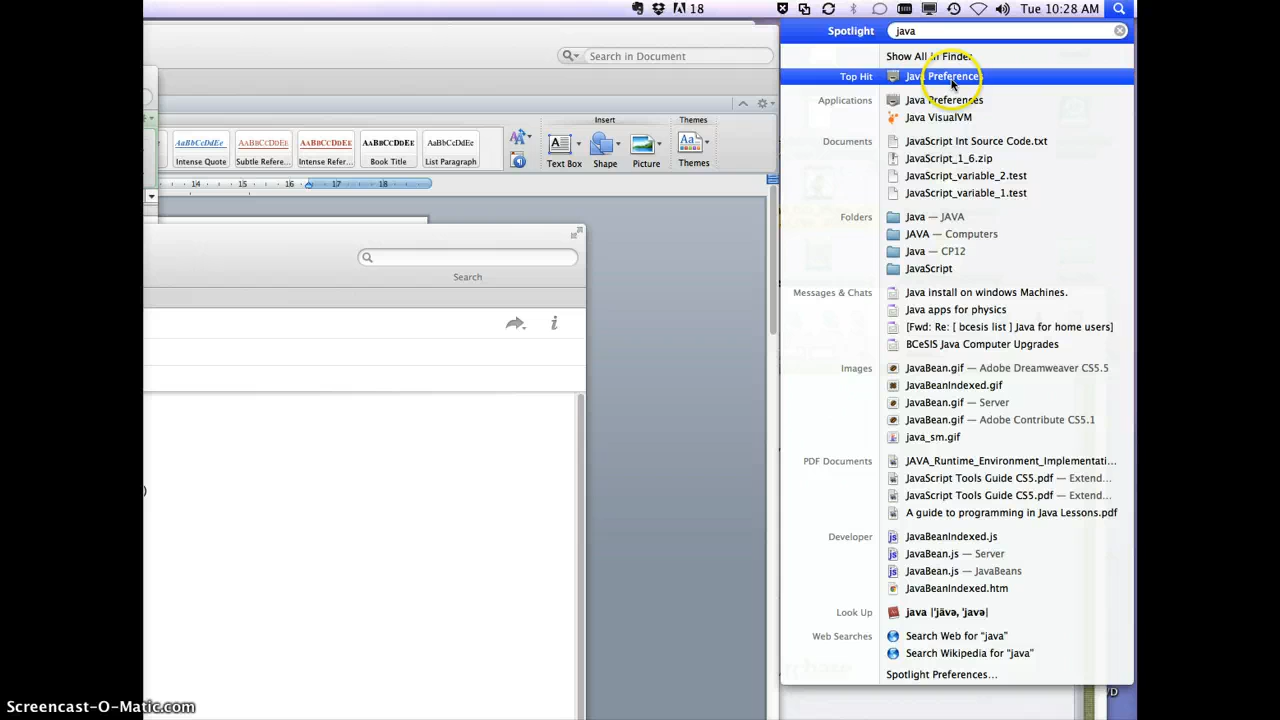 18
Tue 10:28 AM
Spotlight java
Search in Document
Show All in Finder
Top Hit Java Preferences
Applications Java Preferences
Java VisualVM
Insert Themes
AaBbCcDdEe AaBbCcDdEe AaBbCcDdEe AaBbCcDdEe AaBbCcDdEe
Intense Quote Subtle Refere... Intense Refer... Book Title List Paragraph
Text Box Shape Picture Themes
14 15 16 17 18
Documents JavaScript Int Source Code.txt
JavaScript_1_6.zip
JavaScript_variable_2.test
JavaScript_variable_1.test
Folders Java — JAVA
JAVA — Computers
Java — CP12
JavaScript
Search
Messages & Chats Java install on windows Machines.
Java apps for physics
[Fwd: Re: [ bcesis list ] Java for home users]
BCeSIS Java Computer Upgrades
Images JavaBean.gif — Adobe Dreamweaver CS5.5
JavaBeanIndexed.gif
JavaBean.gif — Server
JavaBean.gif — Adobe Contribute CS5.1
java_sm.gif
PDF Documents JAVA_Runtime_Environment_Implementati...
JavaScript Tools Guide CS5.pdf — Extend...
JavaScript Tools Guide CS5.pdf — Extend...
A guide to programming in Java Lessons.pdf
)
Developer JavaBeanIndexed.js
JavaBean.js — Server
JavaBean.js — JavaBeans
JavaBeanIndexed.htm
Look Up java |ˈjävə, ˈjavə|
Web Searches Search Web for “java”
Search Wikipedia for “java”
Spotlight Preferences...
Screencast-O-Matic.com